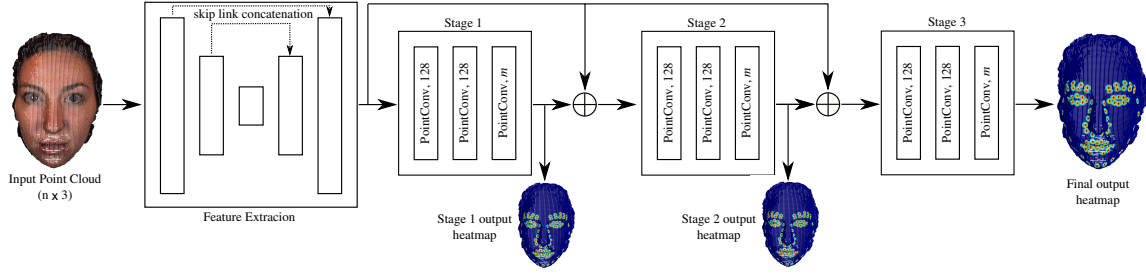 skip link concatenation
Input Point Cloud
(n x 3)
Feature Extracion
Stage 1
PointConv, 128
PointConv, 128
PointConv, m
Stage 1 output
heatmap
Stage 2
PointConv, 128
PointConv, 128
PointConv, m
Stage 2 output
heatmap
Stage 3
PointConv, 128
PointConv, 128
PointConv, m
Final output
heatmap